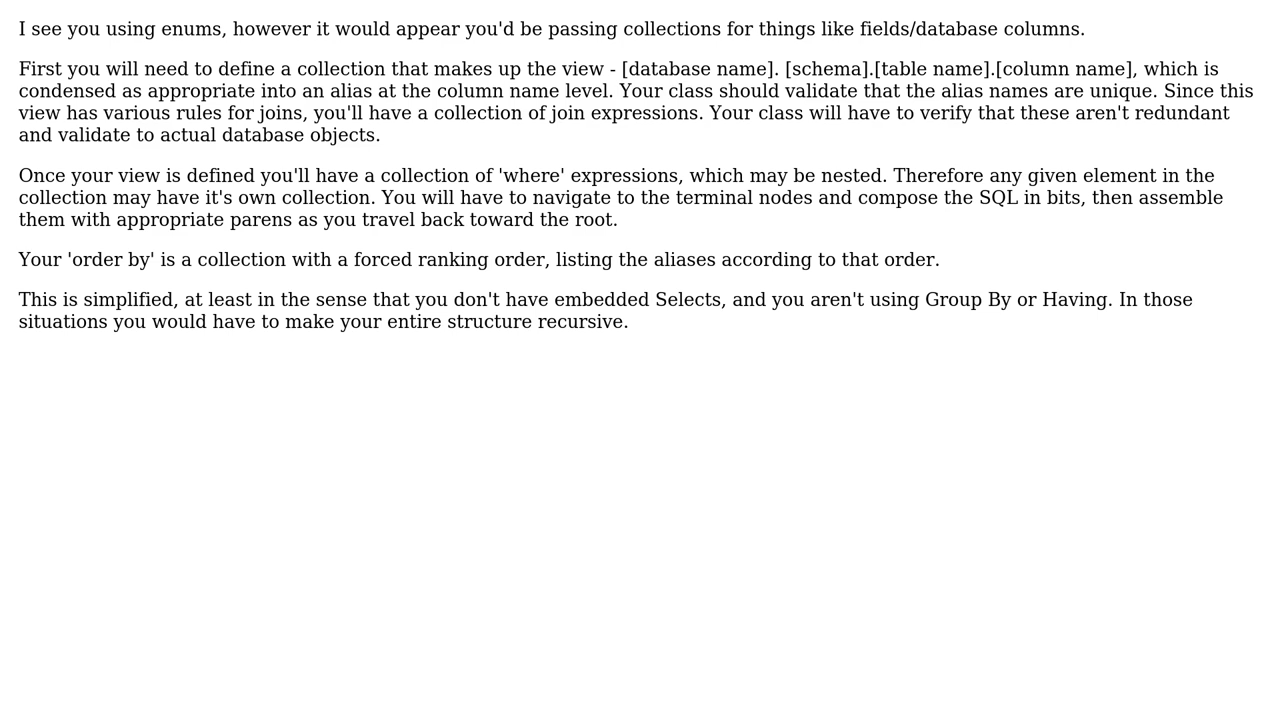 I see you using enums, however it would appear you'd be passing collections for things like fields/database columns.
First you will need to define a collection that makes up the view - [database name]. [schema].[table name].[column name], which is
condensed as appropriate into an alias at the column name level. Your class should validate that the alias names are unique. Since this
view has various rules for joins, you'll have a collection of join expressions. Your class will have to verify that these aren't redundant
and validate to actual database objects.
Once your view is defined you'll have a collection of 'where' expressions, which may be nested. Therefore any given element in the
collection may have it's own collection. You will have to navigate to the terminal nodes and compose the SQL in bits, then assemble
them with appropriate parens as you travel back toward the root.
Your 'order by' is a collection with a forced ranking order, listing the aliases according to that order.
This is simplified, at least in the sense that you don't have embedded Selects, and you aren't using Group By or Having. In those
situations you would have to make your entire structure recursive.